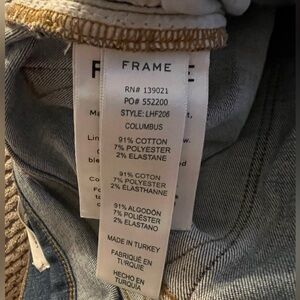 FRAME
RN# 139021
PO# 552200
STYLE: LHF206
COLUMBUS
91% COTTON
7% POLYESTER
2% ELASTANE
91% COTON
7% POLYESTER
2% ÉLASTHANNE
91% ALGODÓN
7% POLIÉSTER
2% ELASTANO
MADE IN TURKEY
FABRIQUÉ EN
TURQUIE
HECHO EN
TURQUÍA